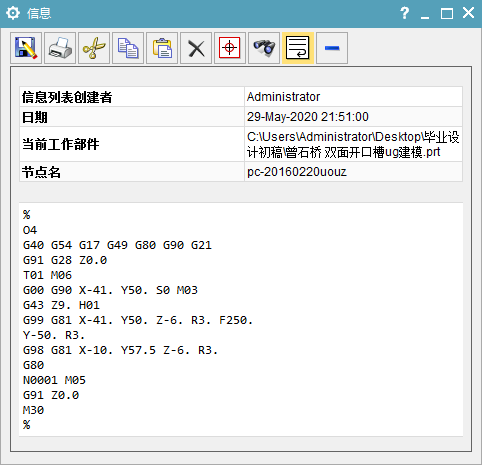 信息
信息列表创建者 Administrator
日期 29-May-2020 21:51:00
当前工作部件 C:\Users\Administrator\Desktop\毕业设
计初稿\曾石桥 双面开口槽ug建模.prt
节点名 pc-20160220uouz
%
O4
G40 G54 G17 G49 G80 G90 G21
G91 G28 Z0.0
T01 M06
G00 G90 X-41. Y50. S0 M03
G43 Z9. H01
G99 G81 X-41. Y50. Z-6. R3. F250.
Y-50. R3.
G98 G81 X-10. Y57.5 Z-6. R3.
G80
N0001 M05
G91 Z0.0
M30
%